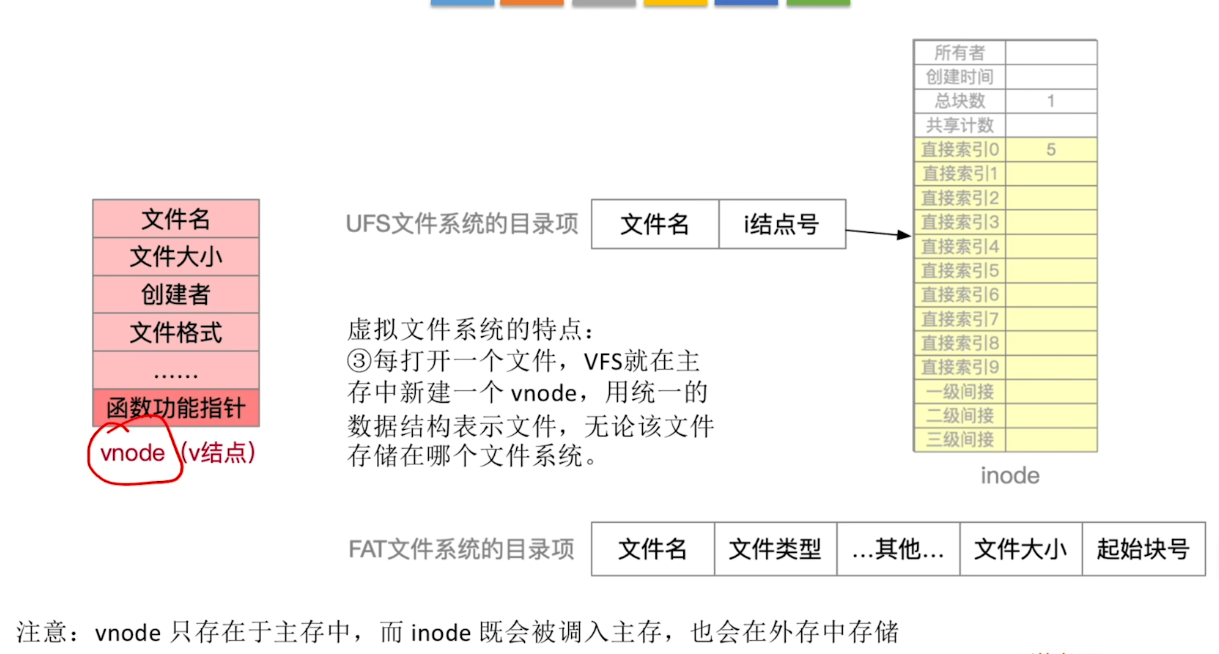 文件名
文件大小
创建者
文件格式
……
函数功能指针
vnode（v结点）
UFS文件系统的目录项
文件名
i结点号
虚拟文件系统的特点：
③每打开一个文件，VFS就在主
存中新建一个 vnode，用统一的
数据结构表示文件，无论该文件
存储在哪个文件系统。
所有者
创建时间
总块数 1
共享计数
直接索引0 5
直接索引1
直接索引2
直接索引3
直接索引4
直接索引5
直接索引6
直接索引7
直接索引8
直接索引9
一级间接
二级间接
三级间接
inode
FAT文件系统的目录项
文件名
文件类型
…其他…
文件大小
起始块号
注意：vnode 只存在于主存中，而 inode 既会被调入主存，也会在外存中存储